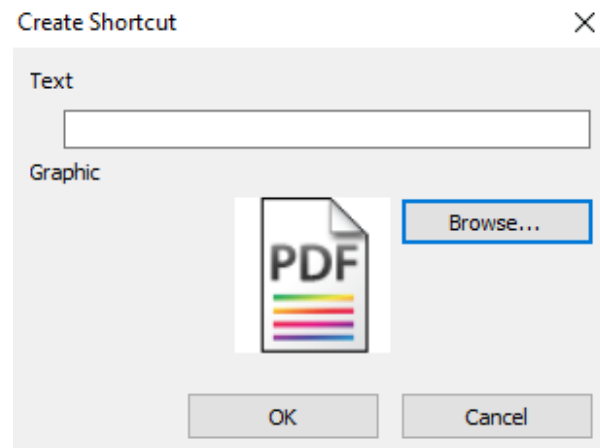 Create Shortcut
Text
Graphic
Browse...
PDF
OK
Cancel